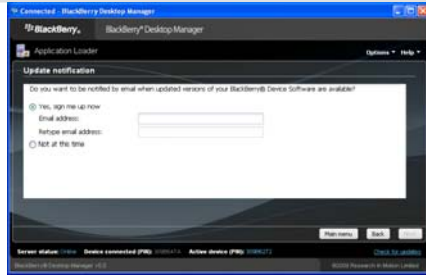 Connected - BlackBerry Desktop Manager
BlackBerry® BlackBerry® Desktop Manager
Application Loader Options Help
Update notification
Do you want to be notified by email when updated versions of your BlackBerry® Device Software are available?
Yes, sign me up now
Email address:
Retype email address:
Not at this time
Main menu Back
Server status: Online Device connected (PIN): Active device (PIN): Check for updates
BlackBerry® Desktop Manager Research In Motion Limited